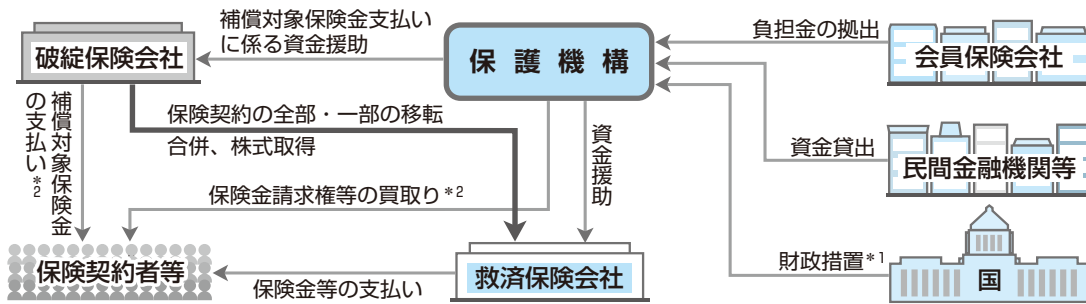 補償対象保険金支払い
に係る資金援助
負担金の拠出
破綻保険会社
保護機構
会員保険会社
補償対象保険金
の支払い*2
保険契約の全部・一部の移転
合併、株式取得
資金援助
資金貸出
民間金融機関等
保険金請求権等の買取り*2
財政措置*1
国
保険契約者等
保険金等の支払い
救済保険会社